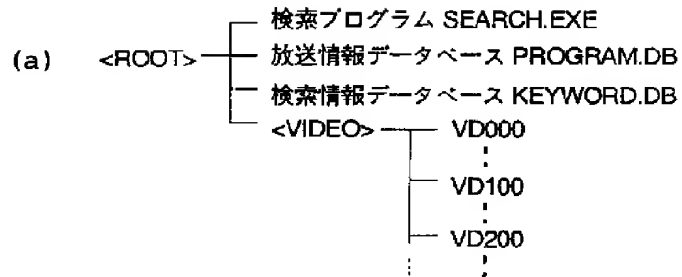 検索プログラム SEARCH.EXE
(a) <ROOT> 放送情報データベース PROGRAM.DB
検索情報データベース KEYWORD.DB
<VIDEO> VD000
VD100
VD200